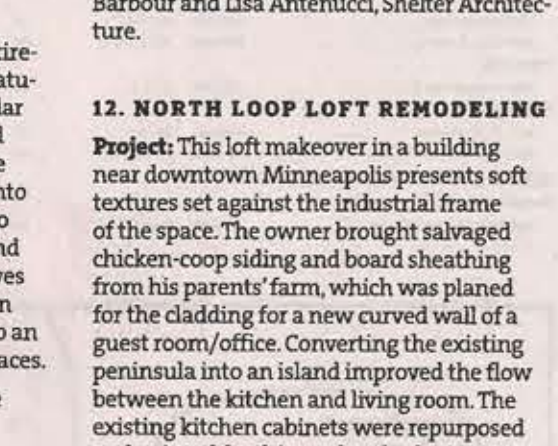 Barbour and Lisa Antenucci, Shelter Architec-
ture.
12. NORTH LOOP LOFT REMODELING
Project: This loft makeover in a building
near downtown Minneapolis presents soft
textures set against the industrial frame
of the space. The owner brought salvaged
chicken-coop siding and board sheathing
from his parents' farm, which was planed
for the cladding for a new curved wall of a
guest room/office. Converting the existing
peninsula into an island improved the flow
between the kitchen and living room. The
existing kitchen cabinets were repurposed